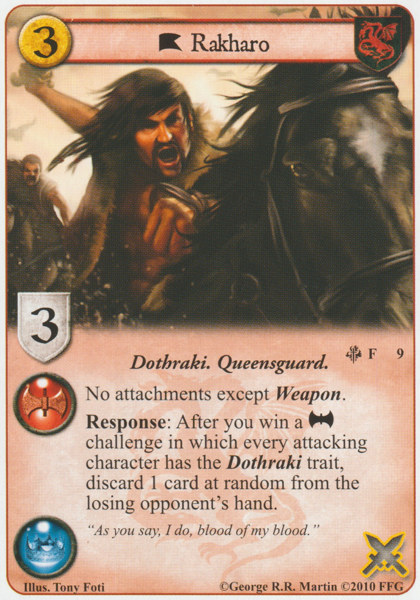 3
Rakharo
3
Dothraki. Queensguard.
F 9
No attachments except Weapon.
Response: After you win a
challenge in which every attacking
character has the Dothraki trait,
discard 1 card at random from the
losing opponent's hand.
"As you say, I do, blood of my blood."
Illus. Tony Foti
©George R.R. Martin ©2010 FFG